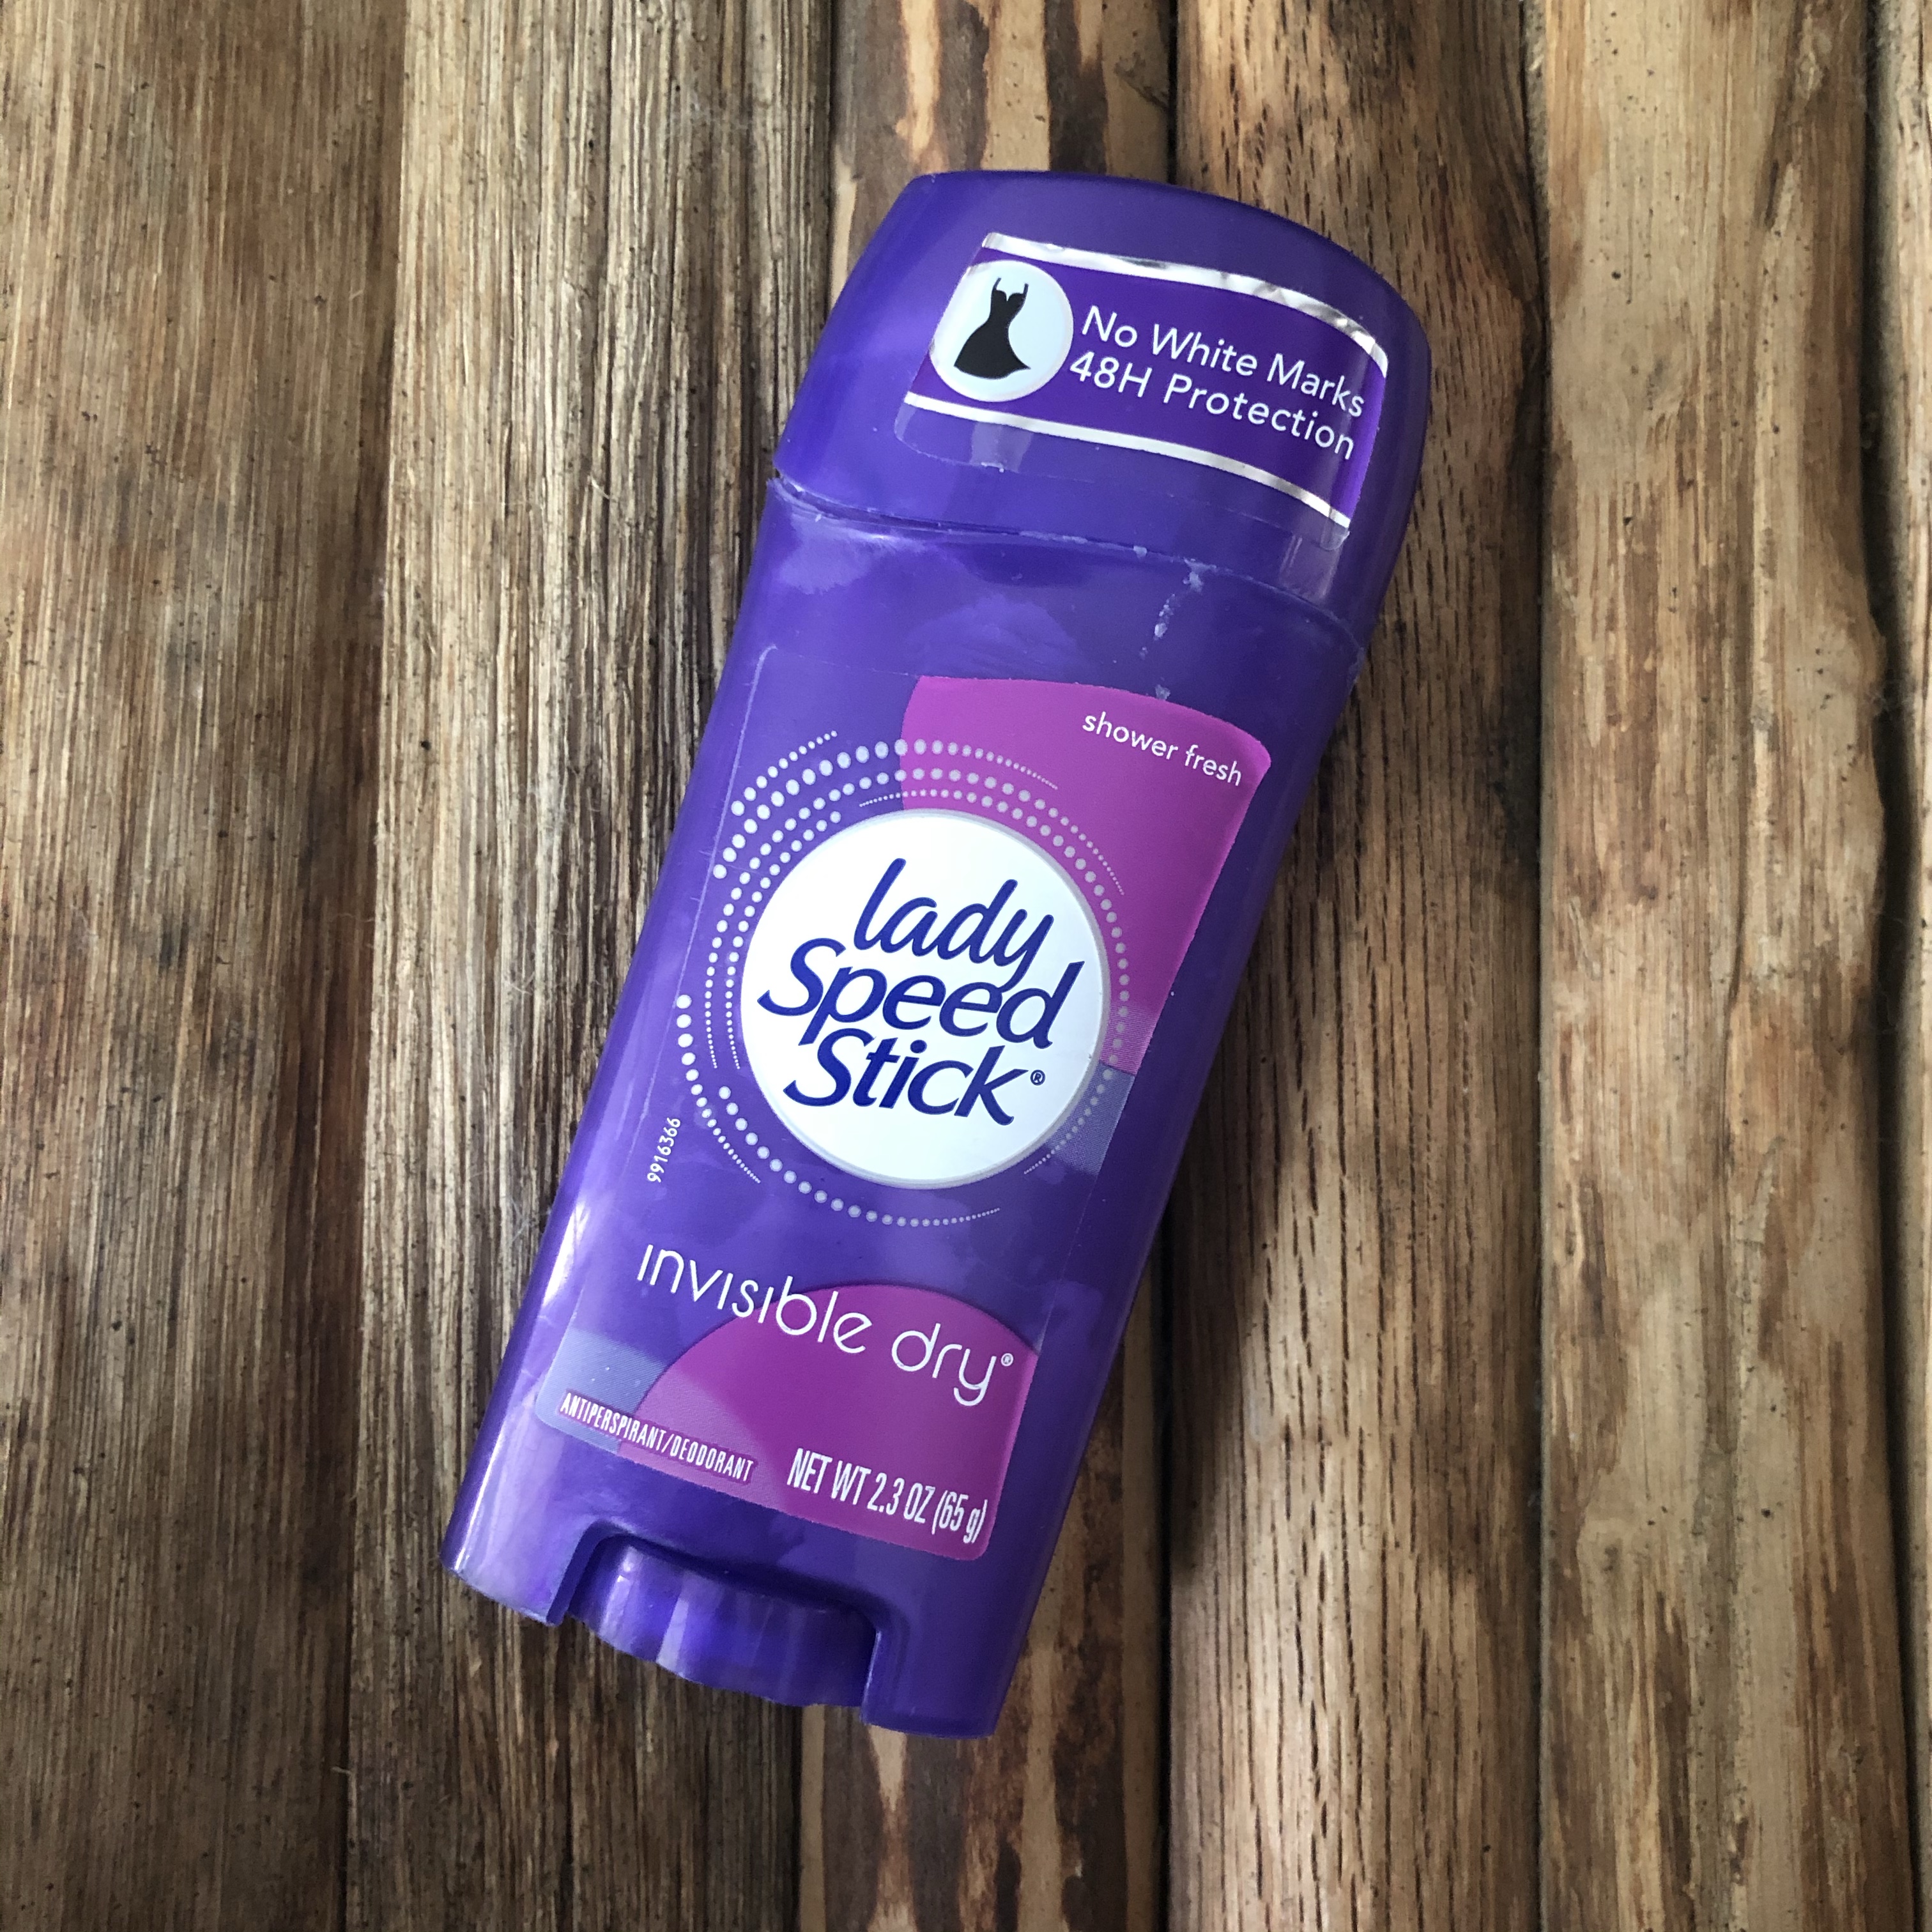 No White Marks
48H Protection
shower fresh
lady
Speed
Stick®
9916366
invisible dry®
ANTIPERSPIRANT/DEODORANT
NET WT 2.3 OZ (65 g)